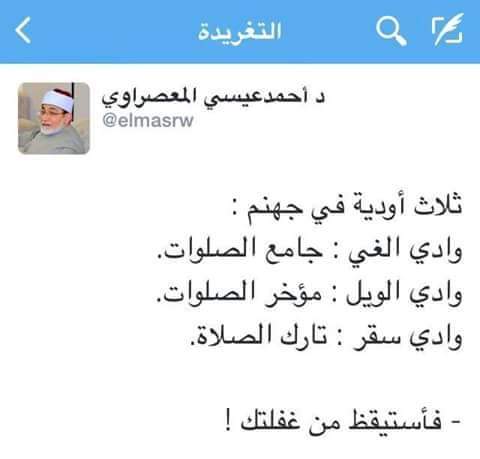 التغريدة
د أحمدعيسي المعصراوي
@elmasrw
ثلاث أودية في جهنم :
وادي الغي : جامع الصلوات.
وادي الويل : مؤخر الصلوات.
وادي سقر : تارك الصلاة.
- فأستيقظ من غفلتك !